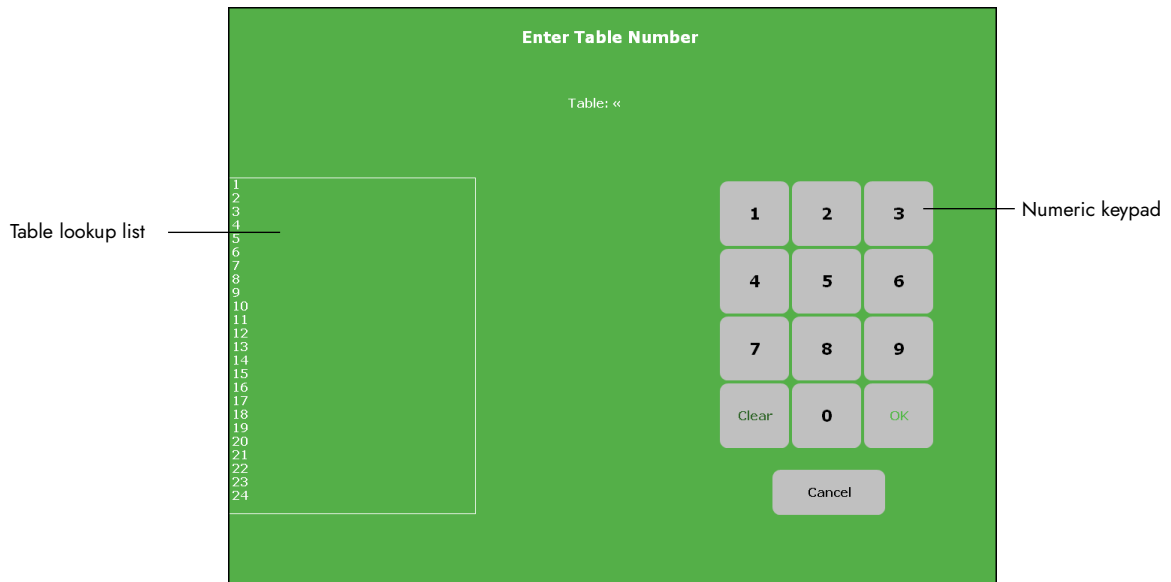 Enter Table Number
Table: «
Table lookup list
1
2
3
4
5
6
7
8
9
10
11
12
13
14
15
16
17
18
19
20
21
22
23
24
1 2 3
4 5 6
7 8 9
Clear 0 OK
Cancel
Numeric keypad